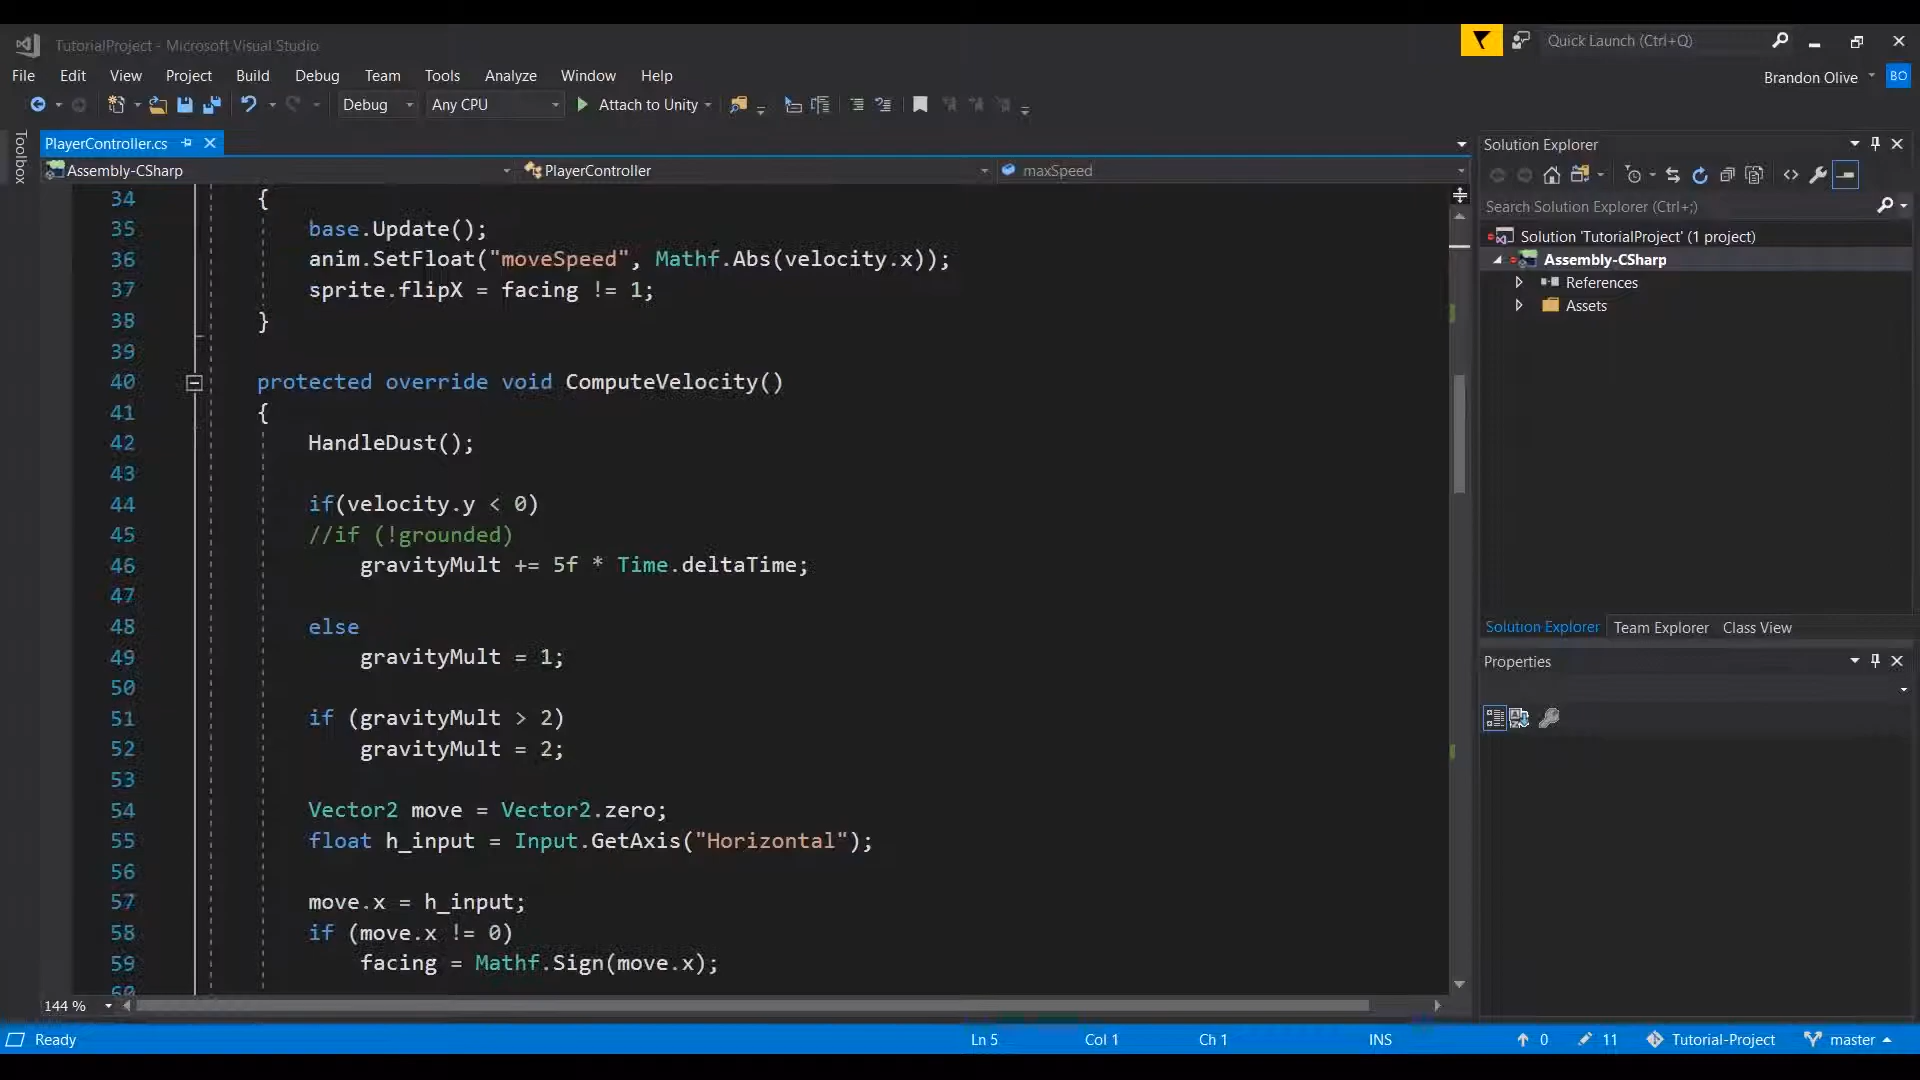 TutorialProject - Microsoft Visual Studio
Quick Launch (Ctrl+Q)
File Edit View Project Build Debug Team Tools Analyze Window Help
Brandon Olive BO
Debug Any CPU Attach to Unity
Toolbox
PlayerController.cs
Assembly-CSharp PlayerController maxSpeed
34 {
35 base.Update();
36 anim.SetFloat("moveSpeed", Mathf.Abs(velocity.x));
37 sprite.flipX = facing != 1;
38 }
39
40 protected override void ComputeVelocity()
41 {
42 HandleDust();
43
44 if(velocity.y < 0)
45 //if (!grounded)
46 gravityMult += 5f * Time.deltaTime;
47
48 else
49 gravityMult = 1;
50
51 if (gravityMult > 2)
52 gravityMult = 2;
53
54 Vector2 move = Vector2.zero;
55 float h_input = Input.GetAxis("Horizontal");
56
57 move.x = h_input;
58 if (move.x != 0)
59 facing = Mathf.Sign(move.x);
60
144 %
Solution Explorer
Search Solution Explorer (Ctrl+;)
Solution 'TutorialProject' (1 project)
Assembly-CSharp
References
Assets
Solution Explorer Team Explorer Class View
Properties
Ready Ln 5 Col 1 Ch 1 INS 0 11 Tutorial-Project master